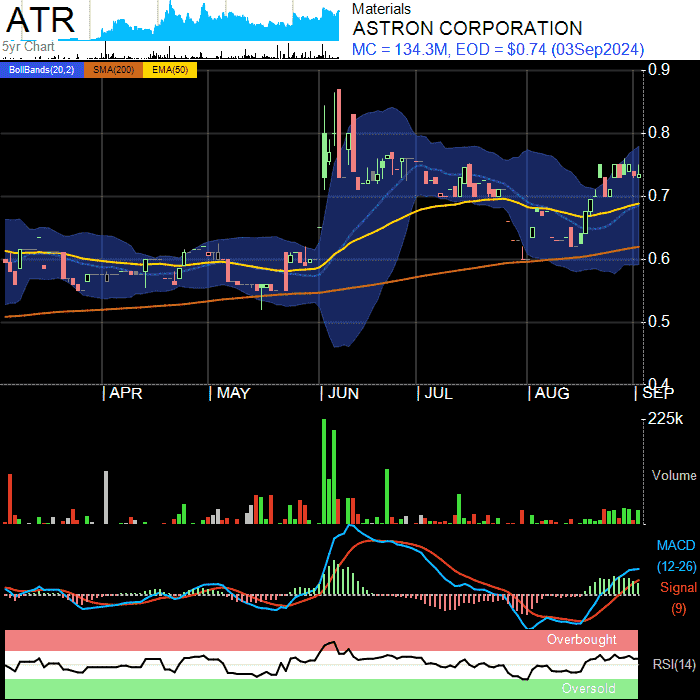 ATR
5yr Chart
Materials
ASTRON CORPORATION
MC = 134.3M, EOD = $0.74 (03Sep2024)
BollBands(20,2) SMA(200) EMA(50)
0.9
0.8
0.7
0.6
0.5
0.4
APR MAY JUN JUL AUG SEP
225k
Volume
MACD
(12-26)
Signal
(9)
Overbought
RSI(14)
Oversold